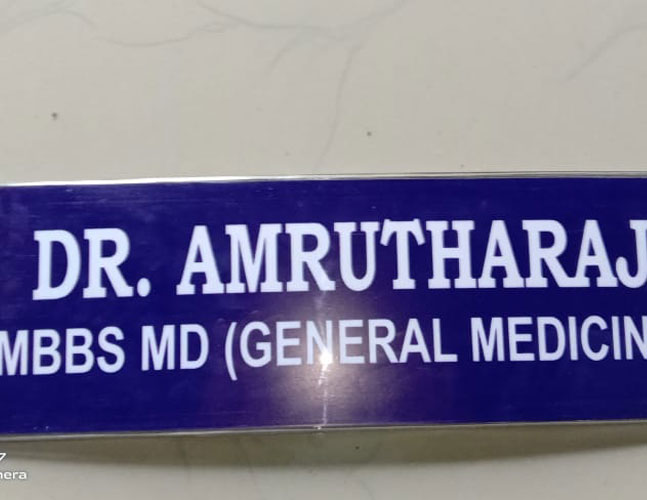 DR. AMRUTHARAJ
MBBS MD (GENERAL MEDICIN